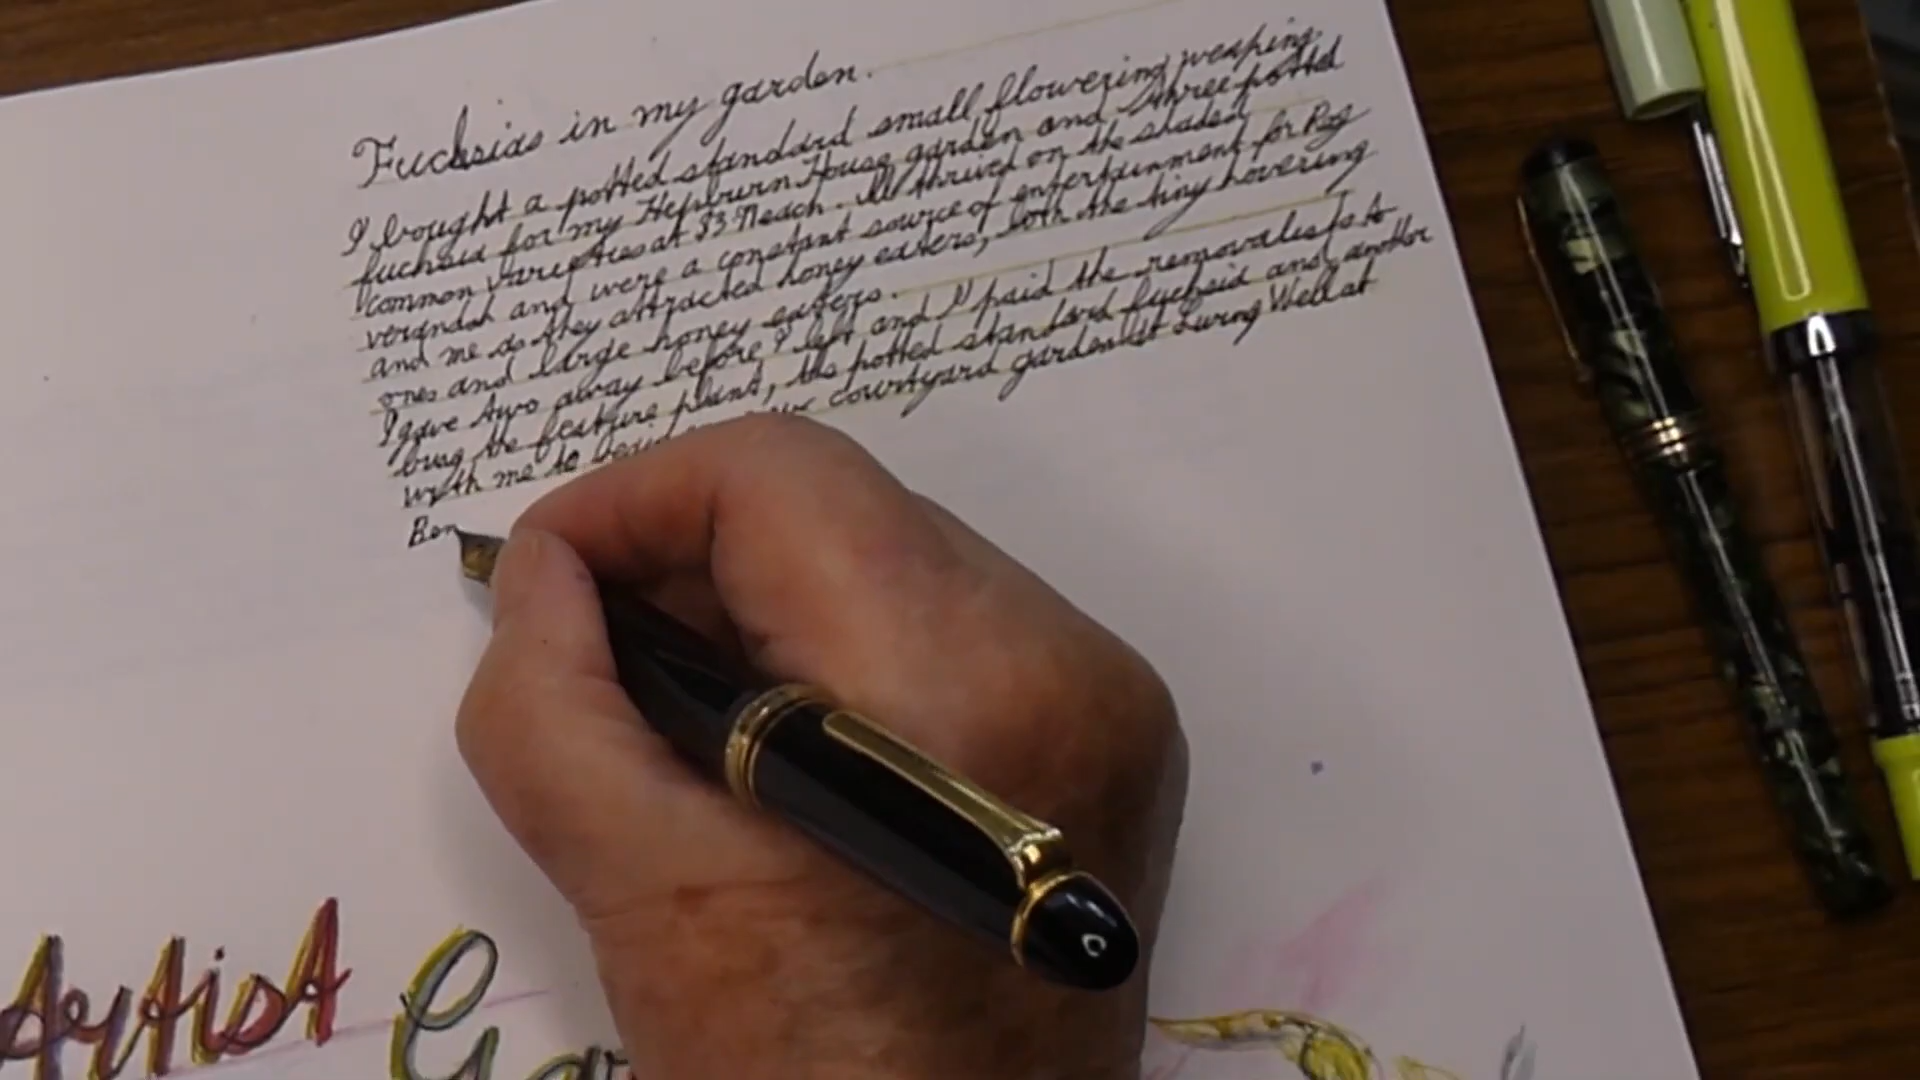 Fuchsias in my garden.
I bought a potted standard small flowering weeping
fuchsia for my Hepburn House garden and three potted
common varieties at $3 each. All thrived on the shaded
verandah and were a constant source of entertainment for Reg
and me as they attracted honey eaters, both the tiny hovering
ones and large honey eaters.
I gave two away before I left and I paid the removalists to
bring the feature plant, the potted standard fuchsia and another
with me to courtyard garden at Living Well at
Ben
Artist Ga